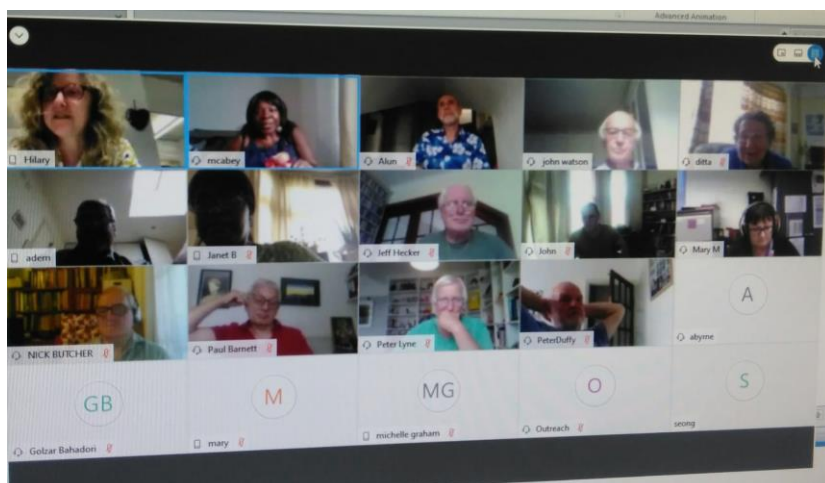 Advanced Animation
Hilary
mcabey
Alun
john watson
ditta
adem
Janet B
Jeff Hecker
John
Mary M
NICK BUTCHER
Paul Barnett
Peter Lyne
PeterDuffy
A
abyrne
GB
Golzar Bahadori
M
mary
MG
michelle graham
O
Outreach
S
seong